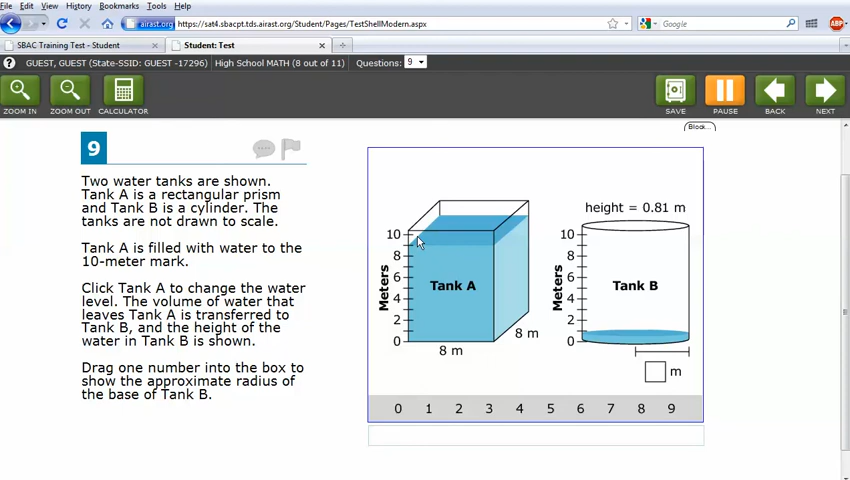 File Edit View History Bookmarks Tools Help
airast.org https://sat4.sbacpt.tds.airast.org/Student/Pages/TestShellModern.aspx Google ABP
SBAC Training Test - Student Student: Test
GUEST, GUEST (State-SSID: GUEST -17296) High School MATH (8 out of 11) Questions: 9
ZOOM IN ZOOM OUT CALCULATOR SAVE PAUSE BACK NEXT
Block...
9
Two water tanks are shown.
Tank A is a rectangular prism
and Tank B is a cylinder. The
tanks are not drawn to scale.
Tank A is filled with water to the
10-meter mark.
Click Tank A to change the water
level. The volume of water that
leaves Tank A is transferred to
Tank B, and the height of the
water in Tank B is shown.
Drag one number into the box to
show the approximate radius of
the base of Tank B.
Meters
10
8
6
4
2
0
Tank A
8 m
8 m
height = 0.81 m
Meters
10
8
6
4
2
0
Tank B
m
0 1 2 3 4 5 6 7 8 9